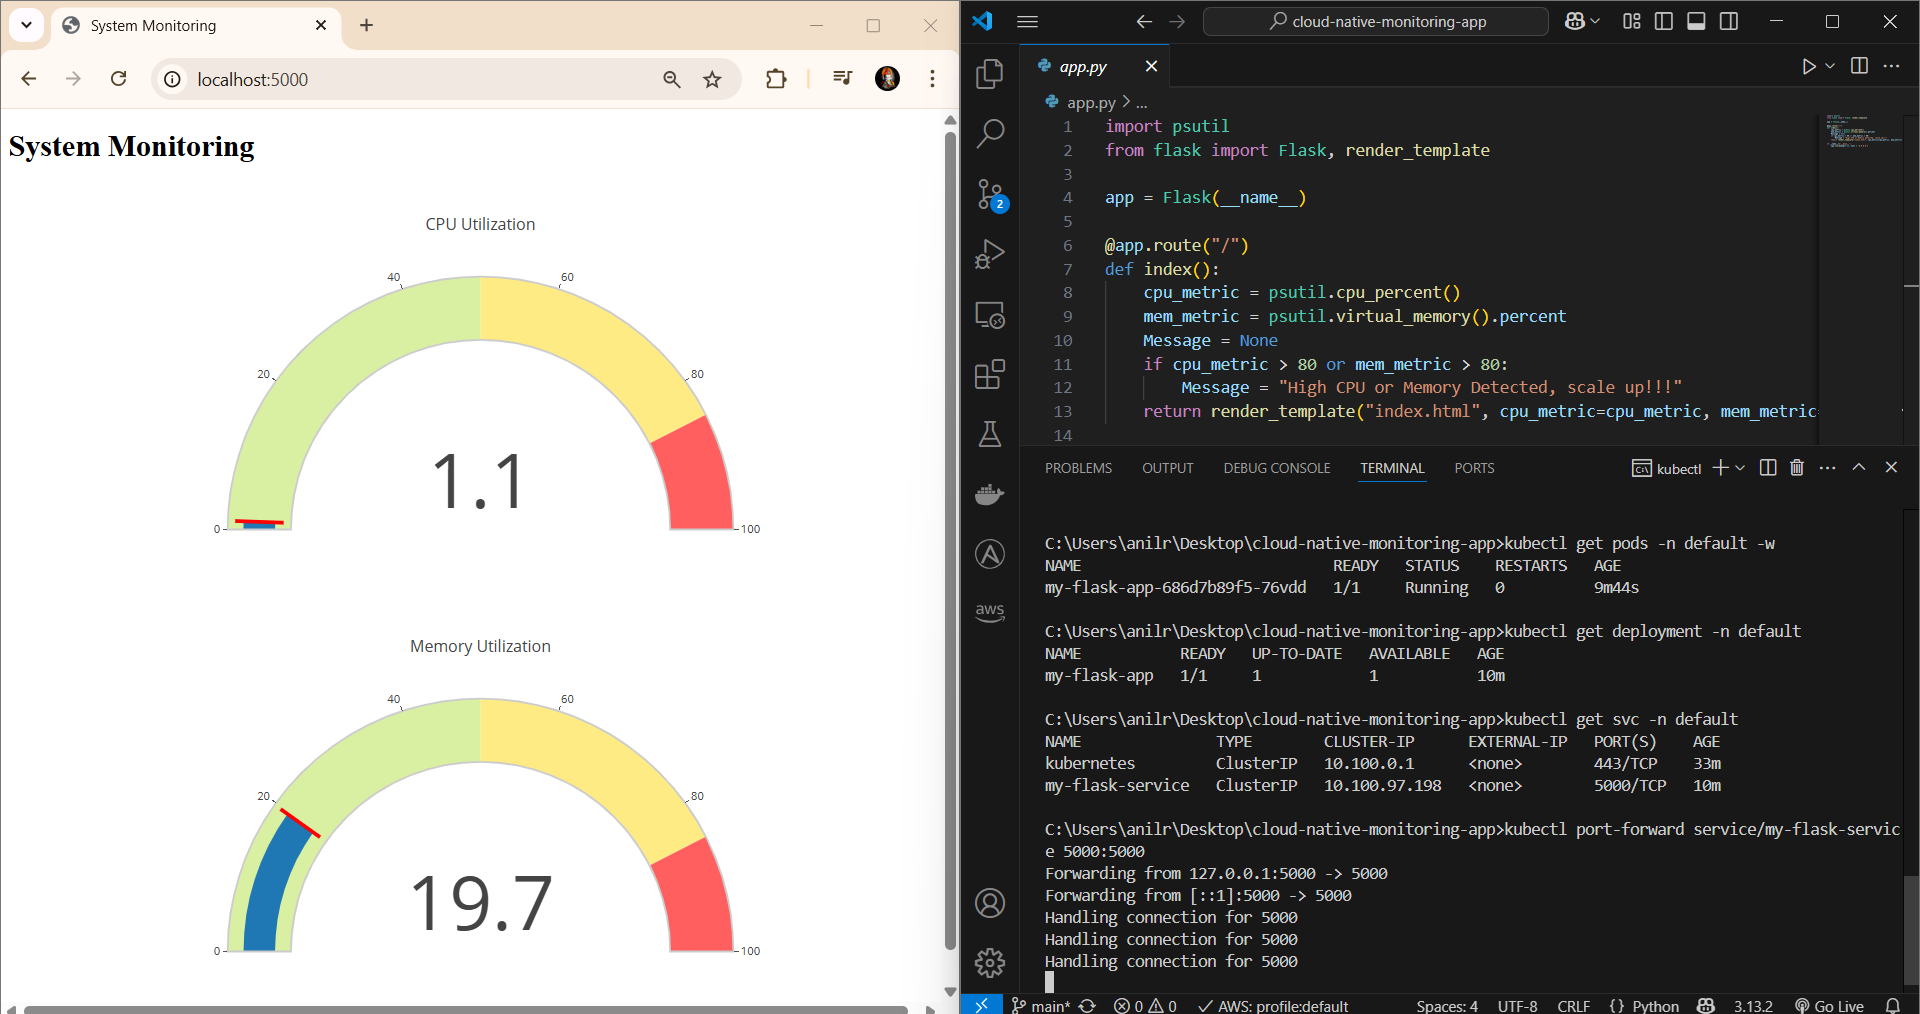 System Monitoring
localhost:5000
System Monitoring
CPU Utilization
40
60
20
80
1.1
0
100
Memory Utilization
40
60
20
80
19.7
0
100
cloud-native-monitoring-app
app.py
app.py > ...
1 import psutil
2 from flask import Flask, render_template
3
4 app = Flask(__name__)
5
6 @app.route("/")
7 def index():
8 cpu_metric = psutil.cpu_percent()
9 mem_metric = psutil.virtual_memory().percent
10 Message = None
11 if cpu_metric > 80 or mem_metric > 80:
12 Message = "High CPU or Memory Detected, scale up!!!"
13 return render_template("index.html", cpu_metric=cpu_metric, mem_metric=
14
2
aws
PROBLEMS OUTPUT DEBUG CONSOLE TERMINAL PORTS
kubectl
C:\Users\anilr\Desktop\cloud-native-monitoring-app>kubectl get pods -n default -w
NAME READY STATUS RESTARTS AGE
my-flask-app-686d7b89f5-76vdd 1/1 Running 0 9m44s
C:\Users\anilr\Desktop\cloud-native-monitoring-app>kubectl get deployment -n default
NAME READY UP-TO-DATE AVAILABLE AGE
my-flask-app 1/1 1 1 10m
C:\Users\anilr\Desktop\cloud-native-monitoring-app>kubectl get svc -n default
NAME TYPE CLUSTER-IP EXTERNAL-IP PORT(S) AGE
kubernetes ClusterIP 10.100.0.1 <none> 443/TCP 33m
my-flask-service ClusterIP 10.100.97.198 <none> 5000/TCP 10m
C:\Users\anilr\Desktop\cloud-native-monitoring-app>kubectl port-forward service/my-flask-servic
e 5000:5000
Forwarding from 127.0.0.1:5000 -> 5000
Forwarding from [::1]:5000 -> 5000
Handling connection for 5000
Handling connection for 5000
Handling connection for 5000
main* 0 0 AWS: profile:default Spaces: 4 UTF-8 CRLF {} Python 3.13.2 Go Live